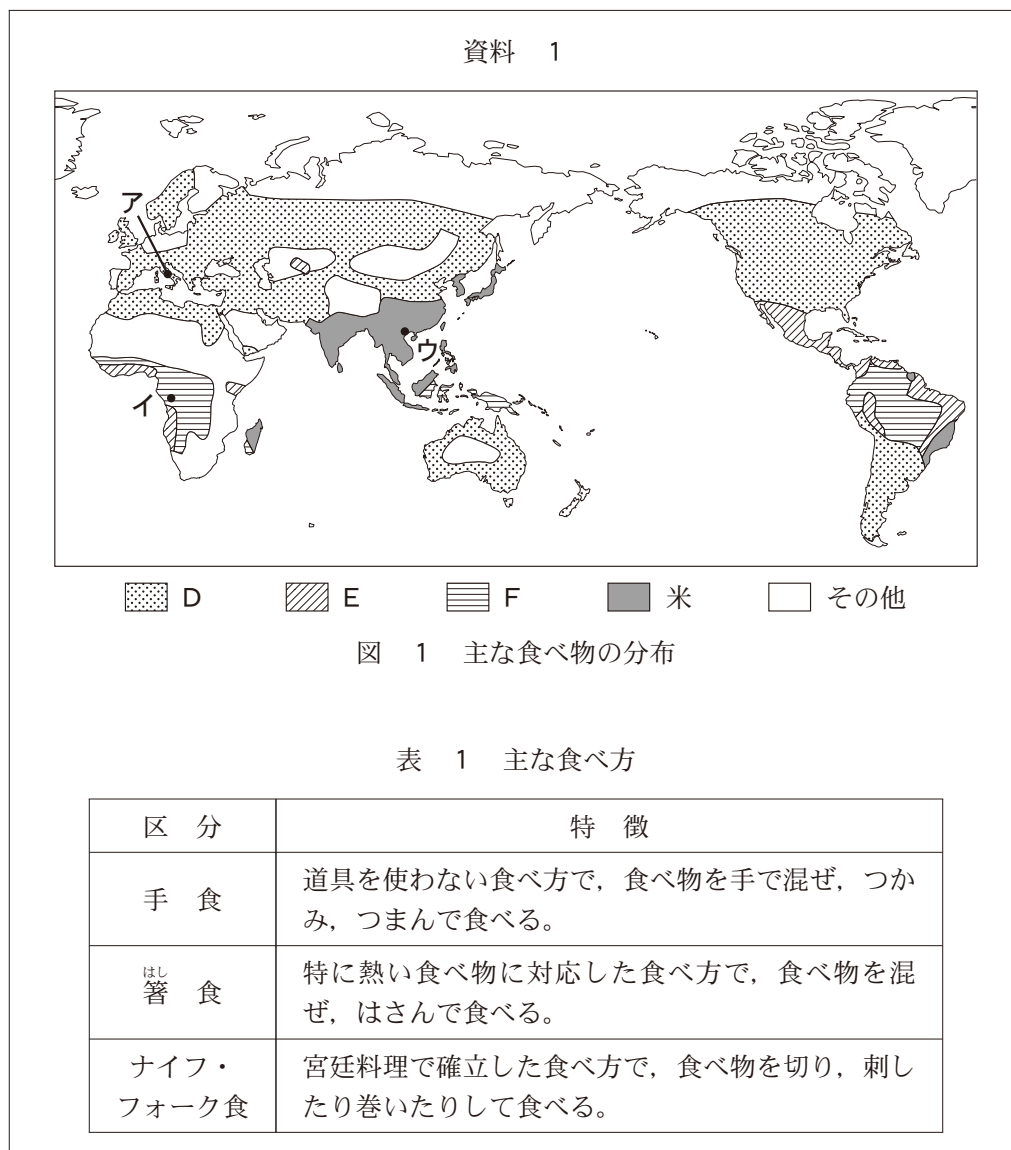 資料 1
ア
イ
ウ
D E F 米 その他
図 1 主な食べ物の分布
表 1 主な食べ方
区 分 特 徴
手 食 道具を使わない食べ方で，食べ物を手で混ぜ，つか
み，つまんで食べる。
はし
箸 食 特に熱い食べ物に対応した食べ方で，食べ物を混
ぜ，はさんで食べる。
ナイフ・ 宮廷料理で確立した食べ方で，食べ物を切り，刺し
フォーク食 たり巻いたりして食べる。